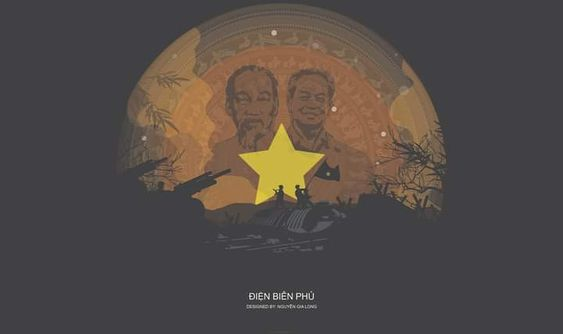 ĐIỆN BIÊN PHỦ
DESIGNED BY: NGUYỄN GIA LONG